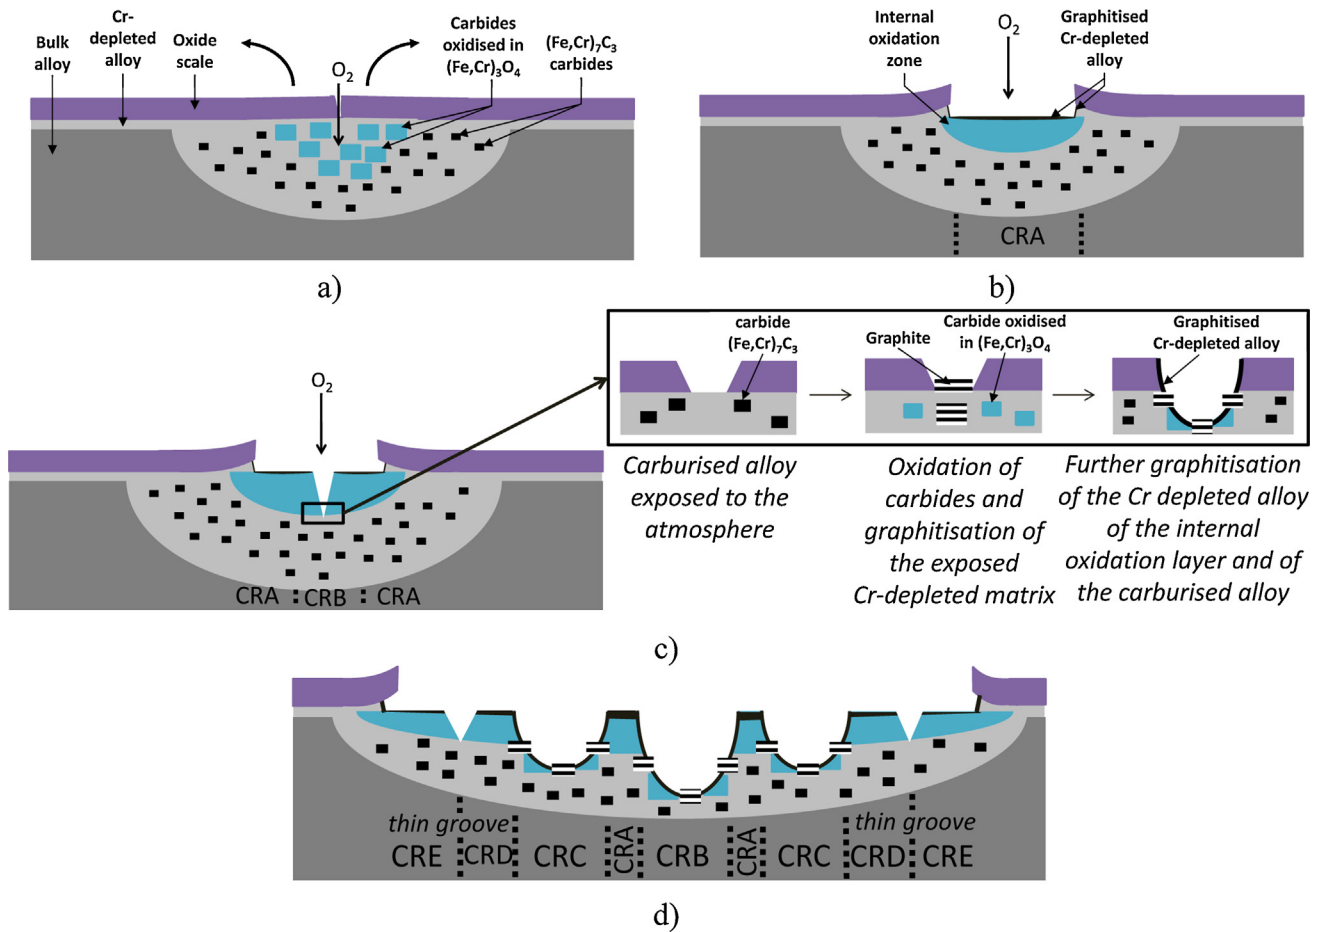 Bulk
alloy
Cr-
depleted
alloy
Oxide
scale
O₂
Carbides
oxidised in
(Fe,Cr)₃O₄
(Fe,Cr)₇C₃
carbides
a)
Internal
oxidation
zone
O₂
Graphitised
Cr-depleted
alloy
CRA
b)
O₂
CRA
CRB
CRA
carbide
(Fe,Cr)₇C₃
Graphite
Carbide oxidised
in (Fe,Cr)₃O₄
Graphitised
Cr-depleted alloy
Carburised alloy
exposed to the
atmosphere
Oxidation of
carbides and
graphitisation of
the exposed
Cr-depleted matrix
Further graphitisation
of the Cr depleted alloy
of the internal
oxidation layer and of
the carburised alloy
c)
thin groove
thin groove
CRE
CRD
CRC
CRA
CRB
CRA
CRC
CRD
CRE
d)